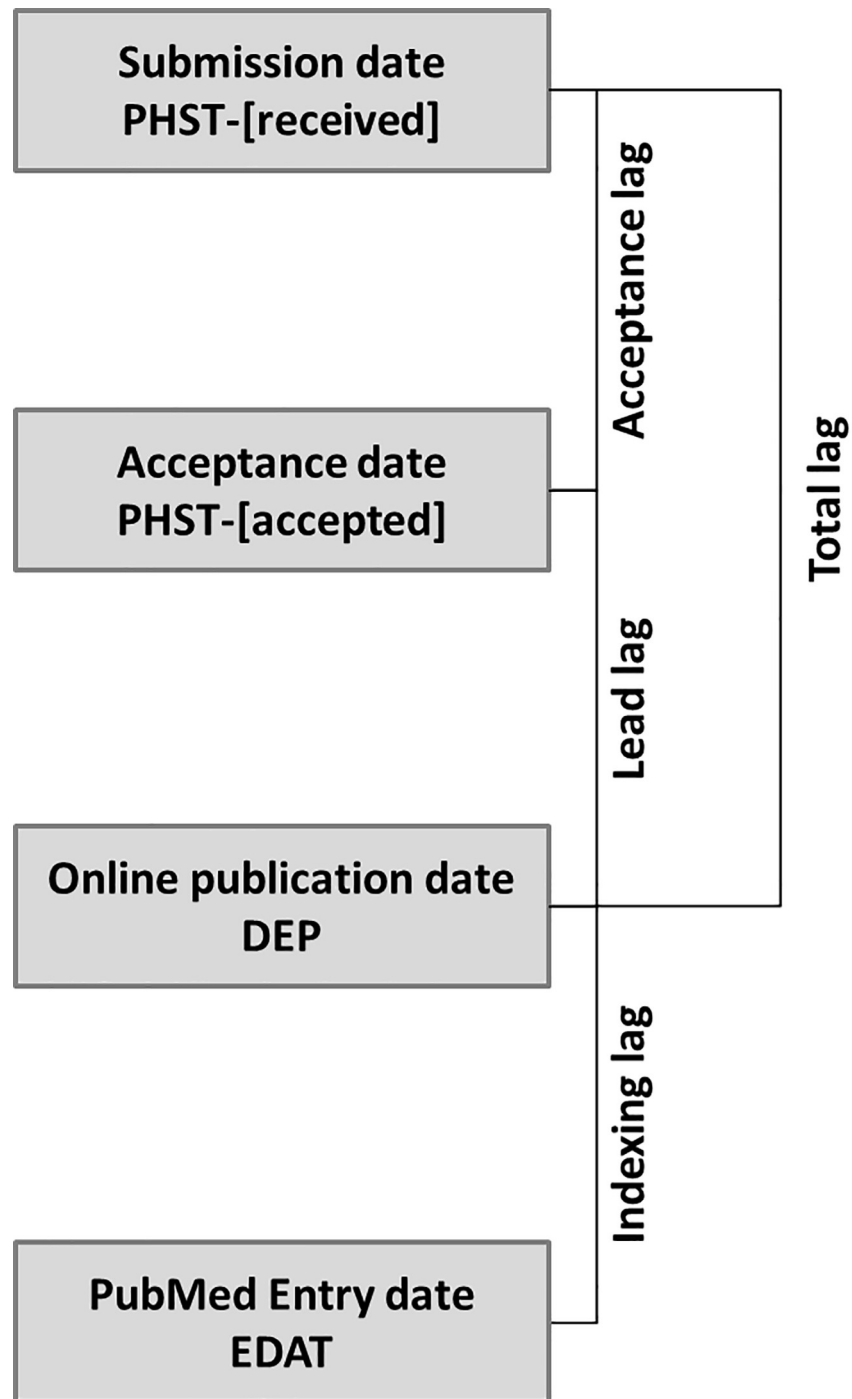 Submission date
PHST-[received]
Acceptance lag
Acceptance date
PHST-[accepted]
Total lag
Lead lag
Online publication date
DEP
Indexing lag
PubMed Entry date
EDAT